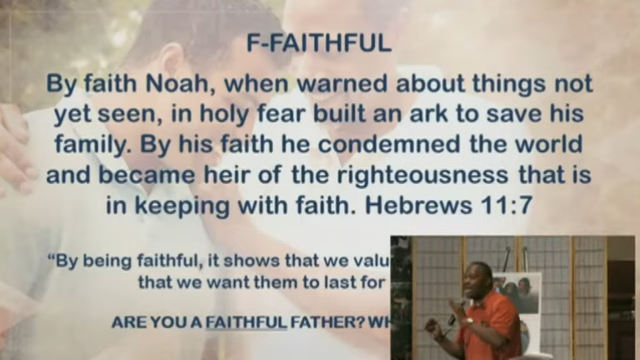 F-FAITHFUL
By faith Noah, when warned about things not
yet seen, in holy fear built an ark to save his
family. By his faith he condemned the world
and became heir of the righteousness that is
in keeping with faith. Hebrews 11:7
“By being faithful, it shows that we
that we want them to last for
ARE YOU A FAITHFUL FATHER?